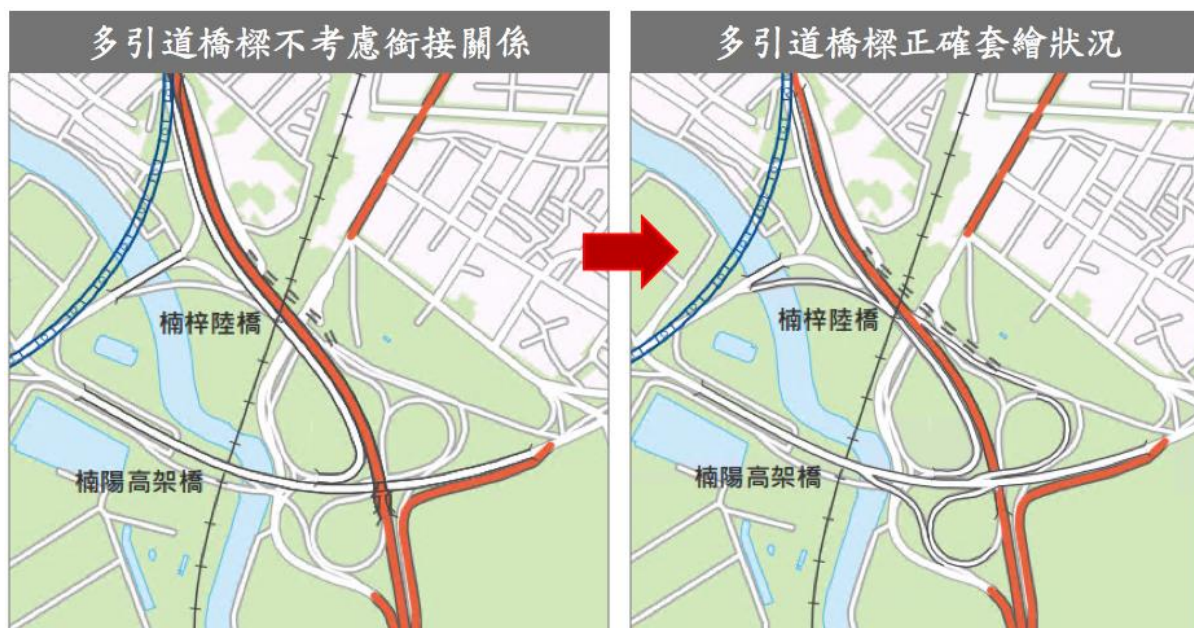 多引道橋樑不考慮銜接關係
多引道橋樑正確套繪狀況
楠梓陸橋
楠陽高架橋
楠梓陸橋
楠陽高架橋